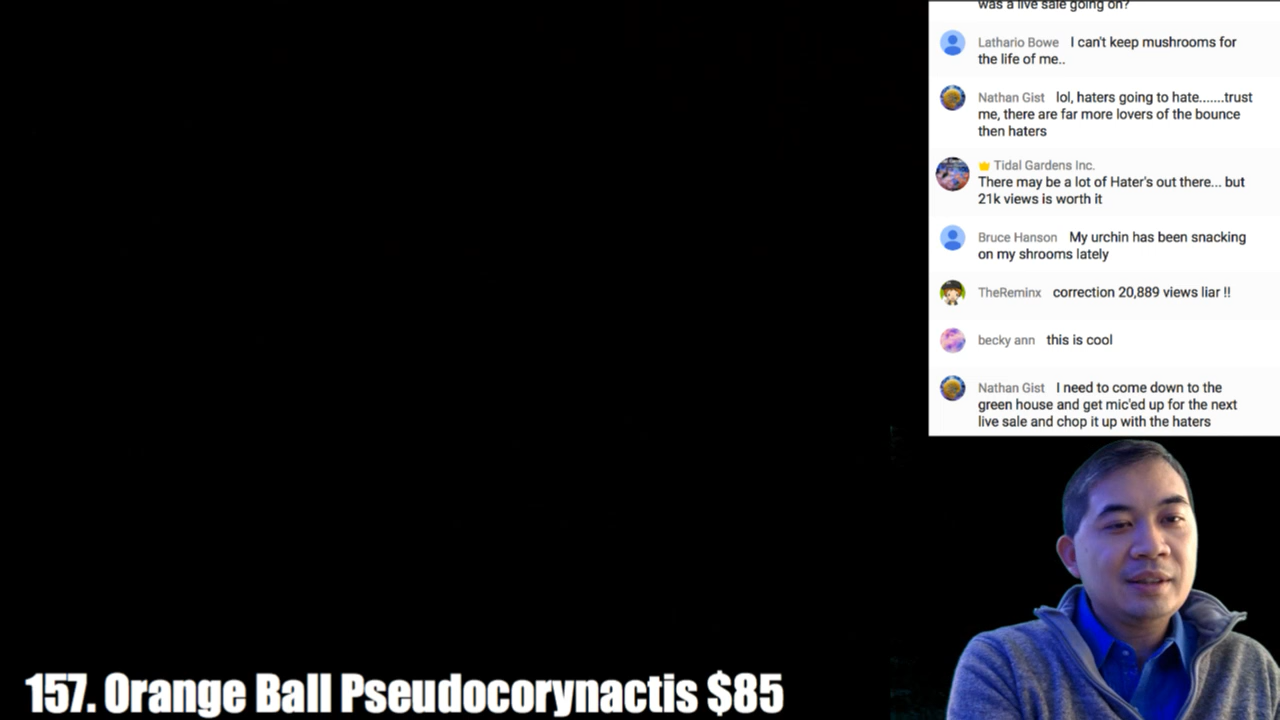 was a live sale going on?
Lathario Bowe I can't keep mushrooms for
the life of me..
Nathan Gist lol, haters going to hate.......trust
me, there are far more lovers of the bounce
then haters
Tidal Gardens Inc.
There may be a lot of Hater's out there... but
21k views is worth it
Bruce Hanson My urchin has been snacking
on my shrooms lately
TheReminx correction 20,889 views liar !!
becky ann this is cool
Nathan Gist I need to come down to the
green house and get mic'ed up for the next
live sale and chop it up with the haters
157. Orange Ball Pseudocorynactis $85